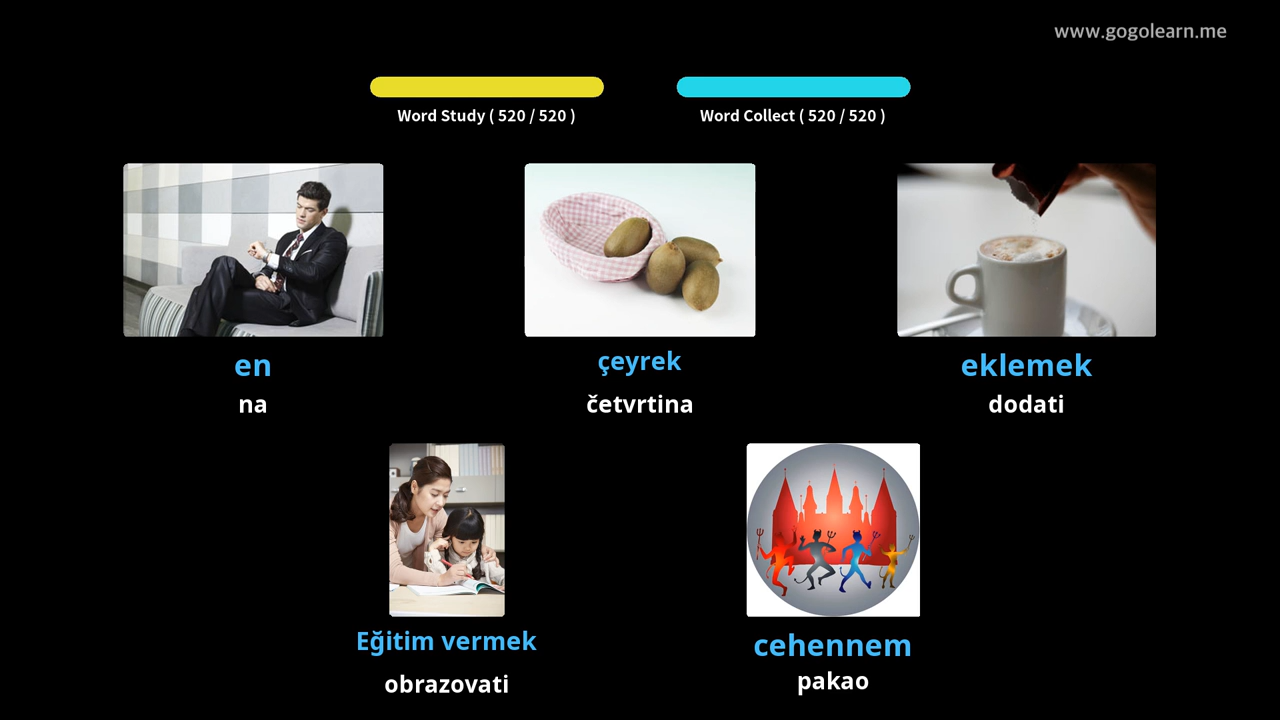 www.gogolearn.me
Word Study ( 520 / 520 )
Word Collect ( 520 / 520 )
en
çeyrek
eklemek
na
četvrtina
dodati
Eğitim vermek
cehennem
obrazovati
pakao